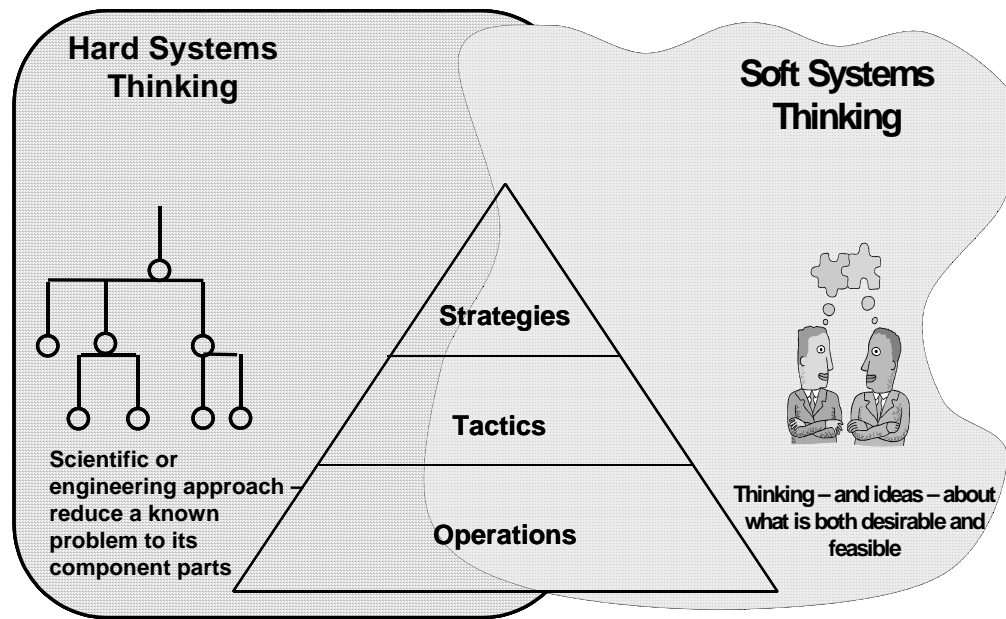 Hard Systems
Thinking
Soft Systems
Thinking
Strategies
Tactics
Operations
Scientific or
engineering approach –
reduce a known
problem to its
component parts
Thinking – and ideas – about
what is both desirable and
feasible